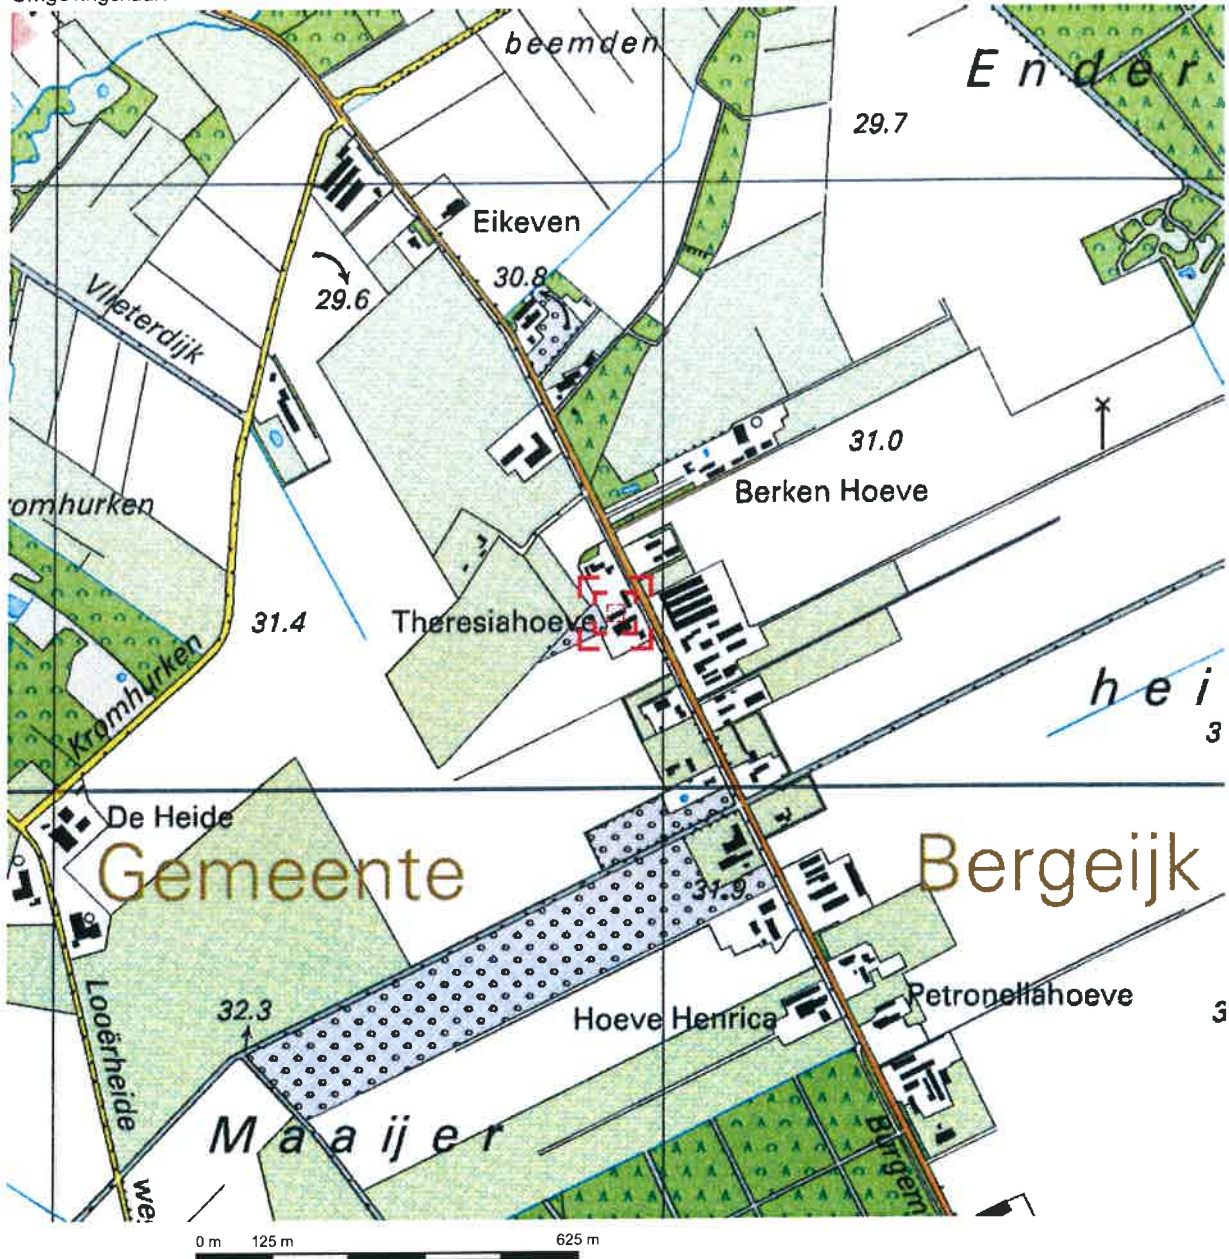 beemden
Ender
29.7
Eikeven
30.8
29.6
Vlieterdijk
31.0
Berken Hoeve
omhurken
31.4
Theresiahoeve
Kromhurken
hei
3
De Heide
Gemeente Bergeijk
31.9
Looërheide
32.3
Hoeve Henrica
Petronellahoeve
3
Maaijer
Burgem
weg
0 m 125 m 625 m